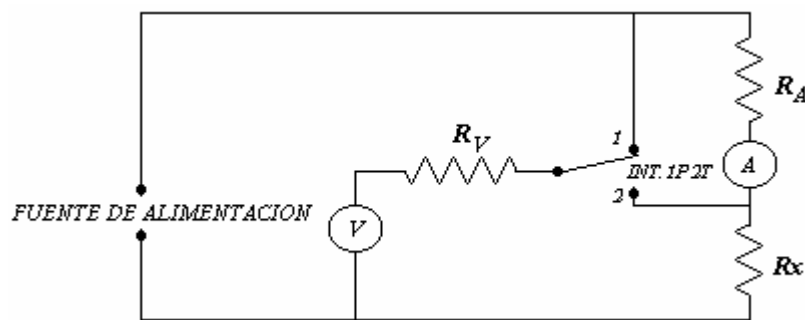 R_A
R_V
1
INT. 1P2T
A
2
FUENTE DE ALIMENTACION
V
Rx